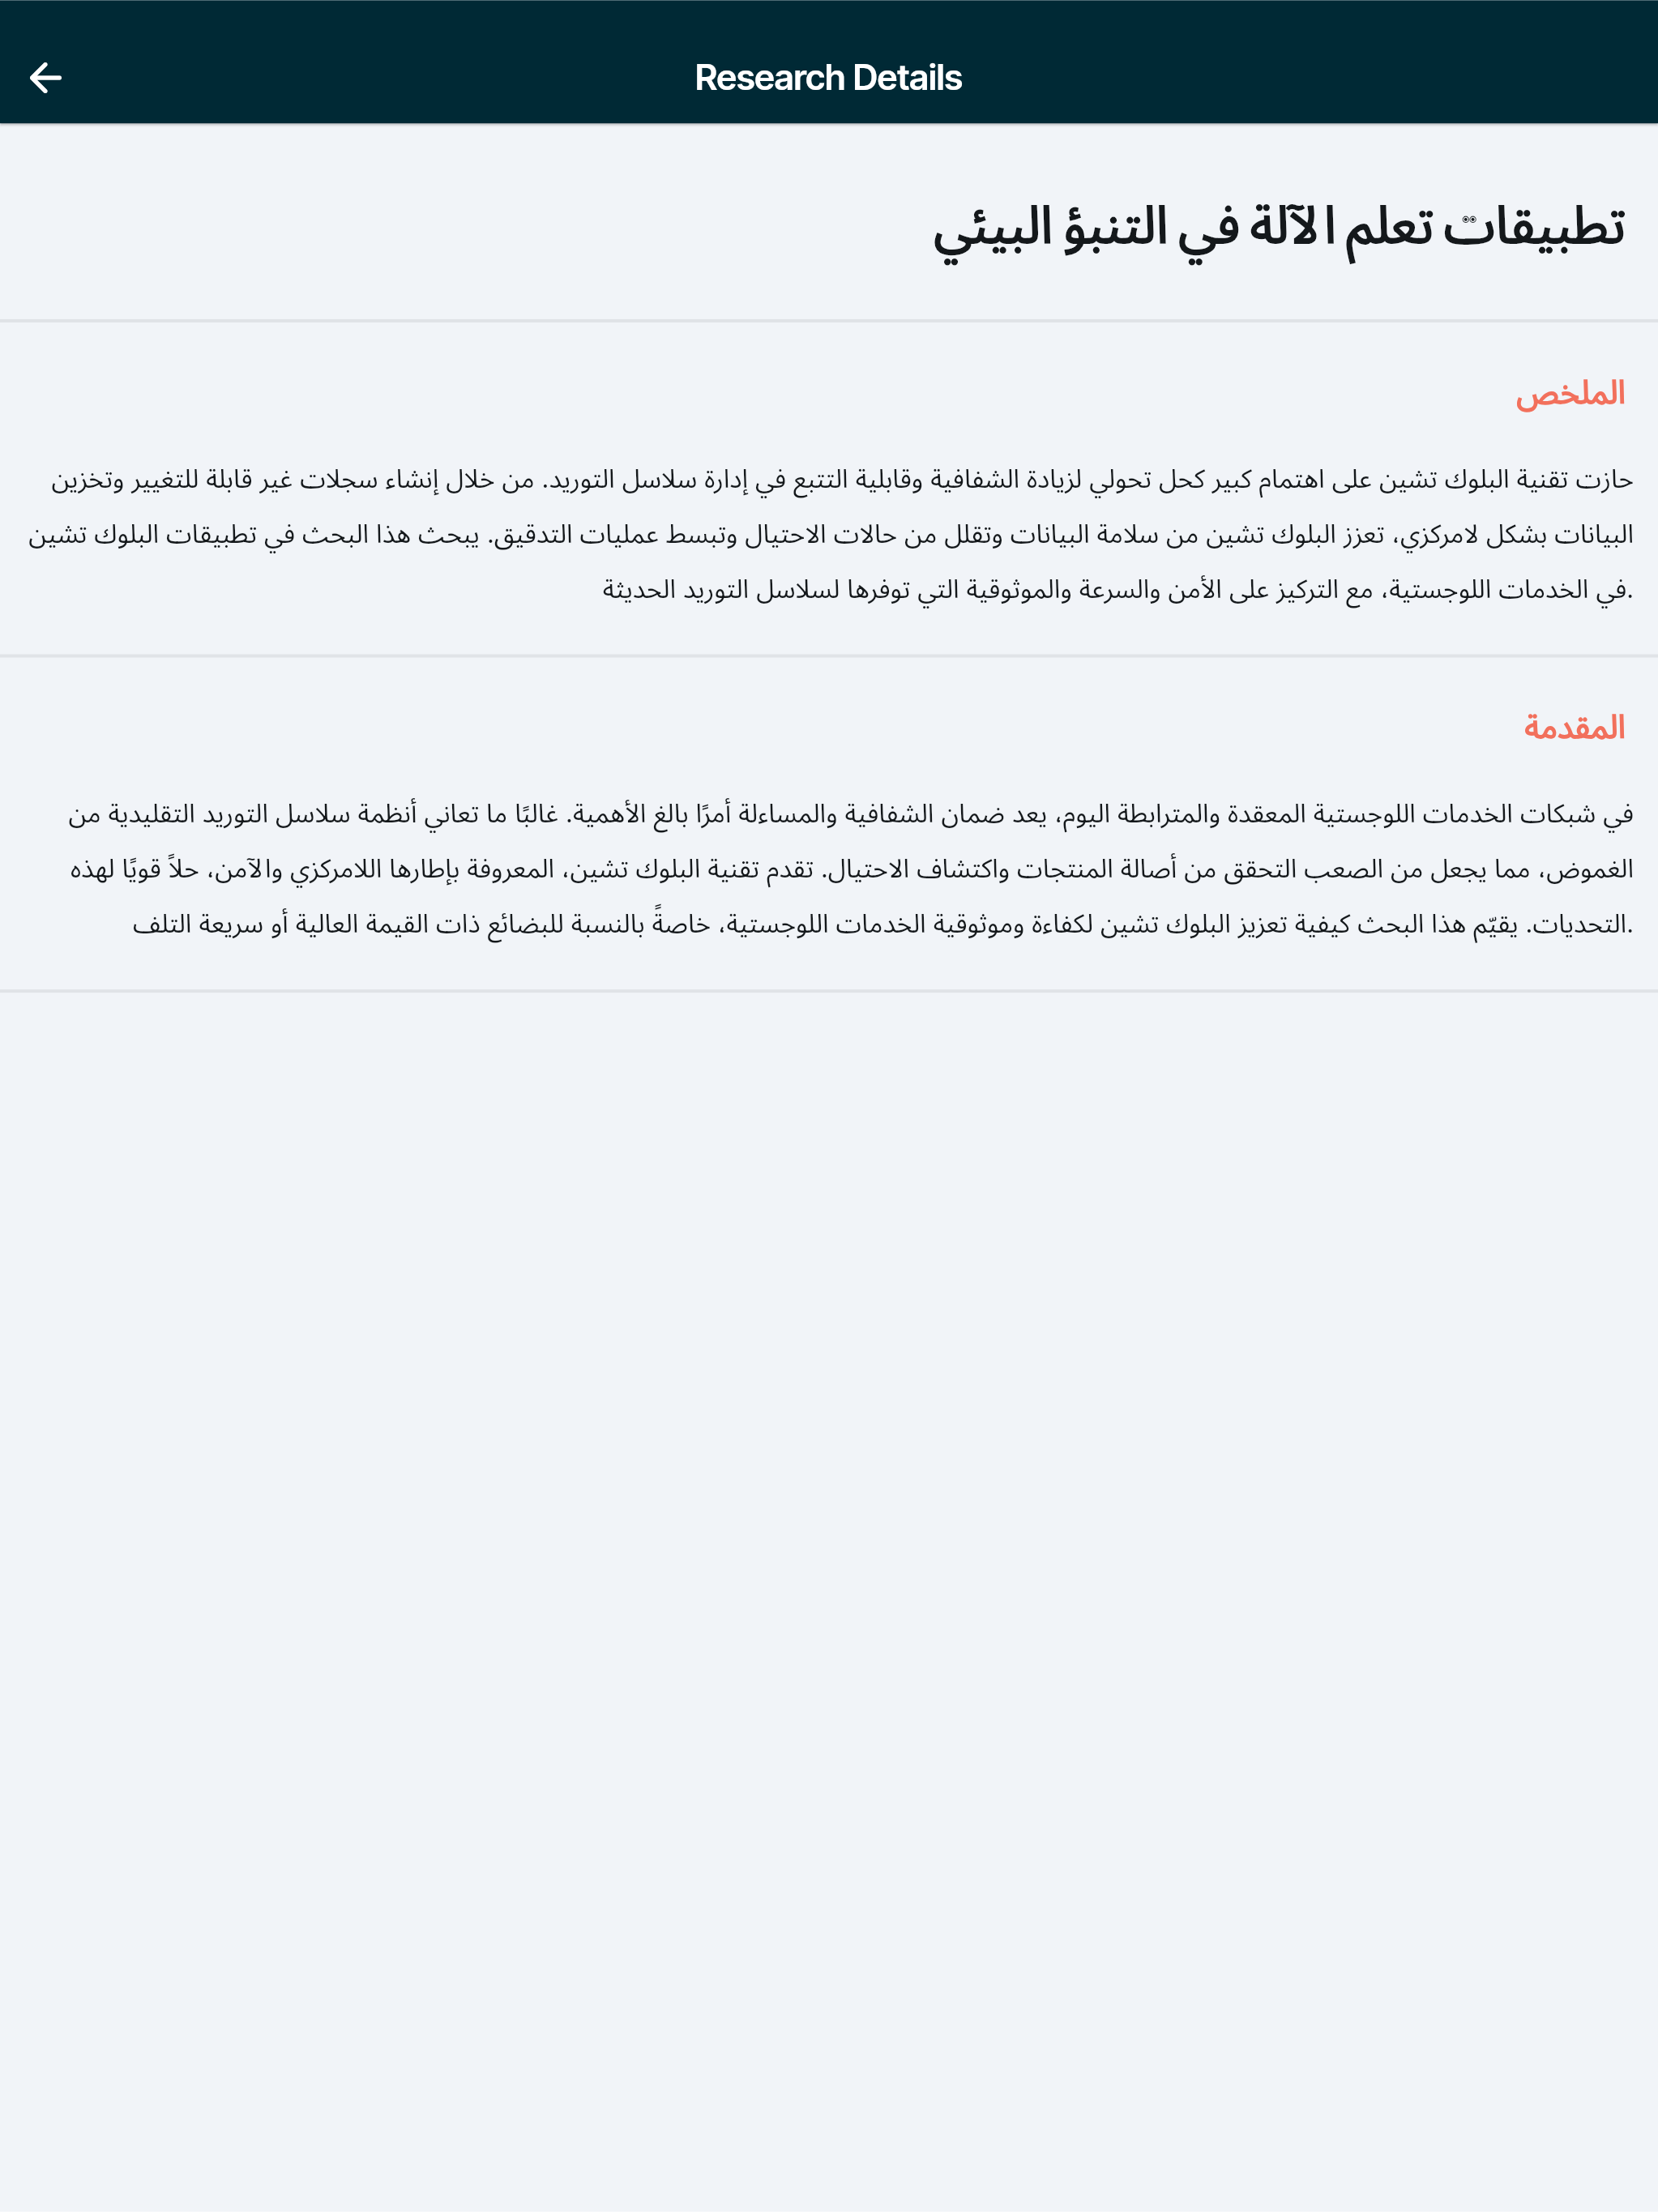 Research Details
تطبيقات تعلم الآلة في التنبؤ البيئي
الملخص
حازت تقنية البلوك تشين على اهتمام كبير كحل تحولي لزيادة الشفافية وقابلية التتبع في إدارة سلاسل التوريد. من خلال إنشاء سجلات غير قابلة للتغيير وتخزين
البيانات بشكل لامركزي، تعزز البلوك تشين من سلامة البيانات وتقلل من حالات الاحتيال وتبسط عمليات التدقيق. يبحث هذا البحث في تطبيقات البلوك تشين
.في الخدمات اللوجستية، مع التركيز على الأمن والسرعة والموثوقية التي توفرها لسلاسل التوريد الحديثة
المقدمة
في شبكات الخدمات اللوجستية المعقدة والمترابطة اليوم، يعد ضمان الشفافية والمساءلة أمرًا بالغ الأهمية. غالبًا ما تعاني أنظمة سلاسل التوريد التقليدية من
الغموض، مما يجعل من الصعب التحقق من أصالة المنتجات واكتشاف الاحتيال. تقدم تقنية البلوك تشين، المعروفة بإطارها اللامركزي والآمن، حلاً قويًا لهذه
.التحديات. يقيّم هذا البحث كيفية تعزيز البلوك تشين لكفاءة وموثوقية الخدمات اللوجستية، خاصةً بالنسبة للبضائع ذات القيمة العالية أو سريعة التلف